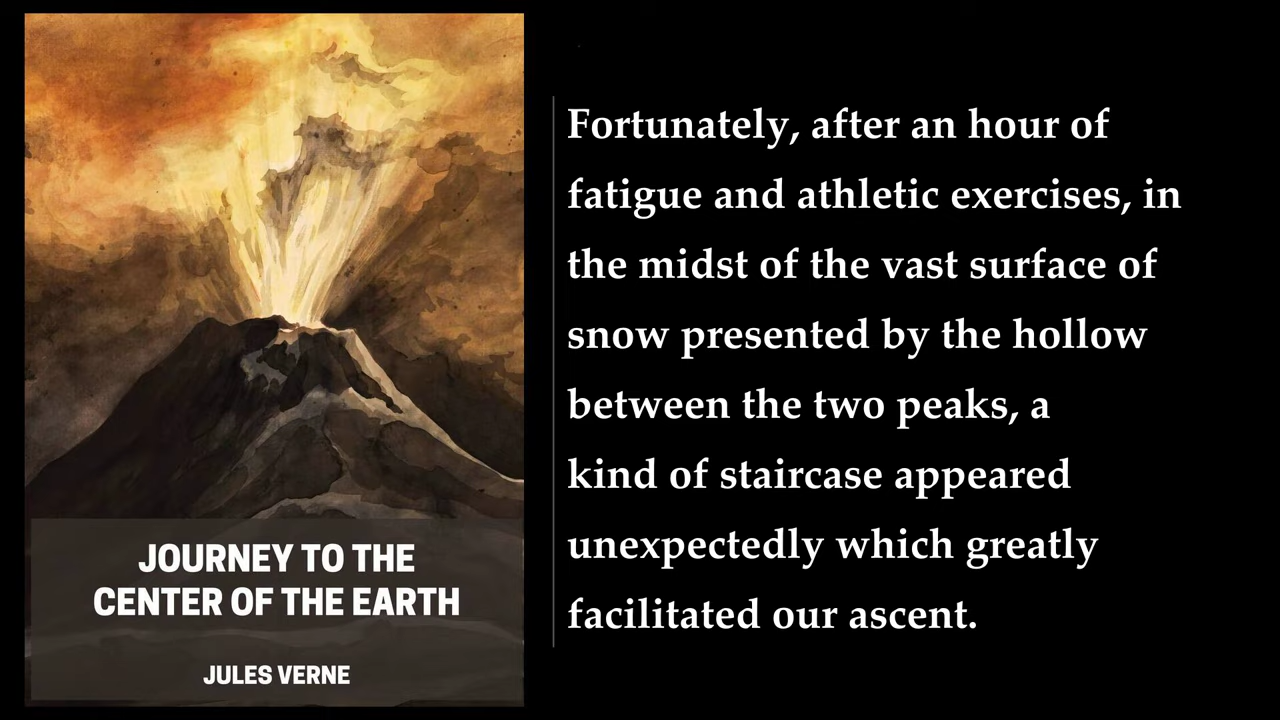 JOURNEY TO THE
CENTER OF THE EARTH
JULES VERNE
Fortunately, after an hour of
fatigue and athletic exercises, in
the midst of the vast surface of
snow presented by the hollow
between the two peaks, a
kind of staircase appeared
unexpectedly which greatly
facilitated our ascent.